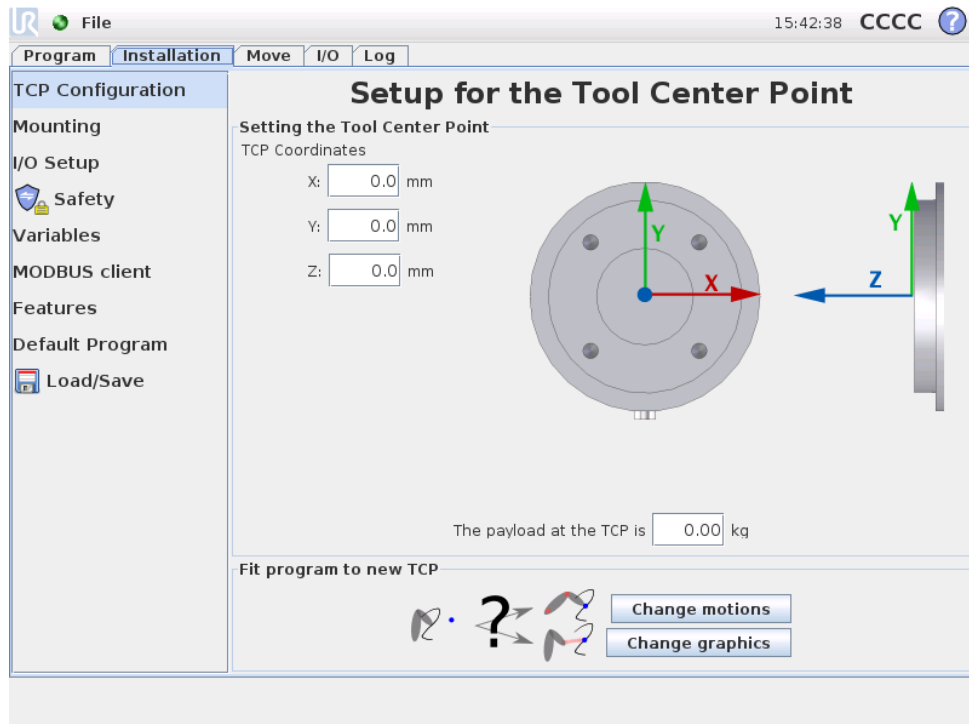 UR File 15:42:38 CCCC ?
Program Installation Move I/O Log
TCP Configuration
Mounting
I/O Setup
Safety
Variables
MODBUS client
Features
Default Program
Load/Save
Setup for the Tool Center Point
Setting the Tool Center Point
TCP Coordinates
X: 0.0 mm
Y: 0.0 mm
Z: 0.0 mm
Y
X
Y
Z
The payload at the TCP is 0.00 kg
Fit program to new TCP
?
Change motions
Change graphics